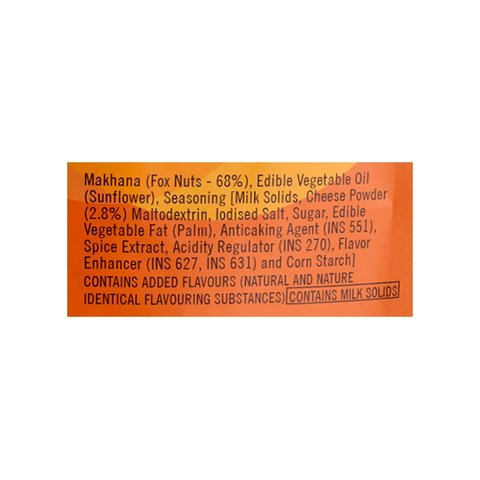 Makhana (Fox Nuts - 68%), Edible Vegetable Oil
(Sunflower), Seasoning [Milk Solids, Cheese Powder
(2.8%) Maltodextrin, Iodised Salt, Sugar, Edible
Vegetable Fat (Palm), Anticaking Agent (INS 551),
Spice Extract, Acidity Regulator (INS 270), Flavor
Enhancer (INS 627, INS 631) and Corn Starch]
CONTAINS ADDED FLAVOURS (NATURAL AND NATURE
IDENTICAL FLAVOURING SUBSTANCES) CONTAINS MILK SOLIDS